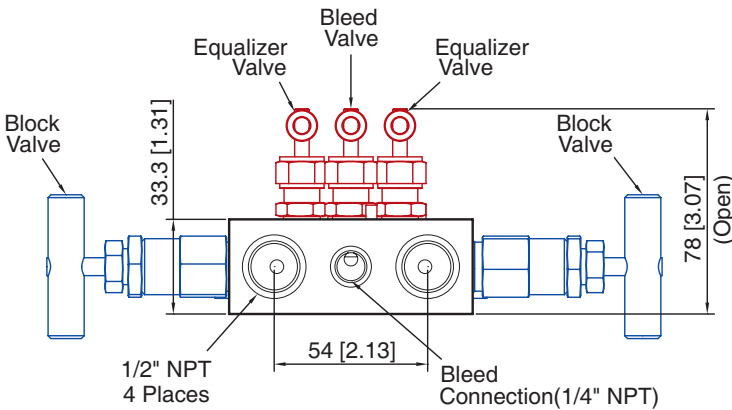 Bleed
Valve
Equalizer
Valve
Equalizer
Valve
Block
Valve
33.3 [1.31]
Block
Valve
78 [3.07]
(Open)
54 [2.13]
1/2" NPT
4 Places
Bleed
Connection(1/4" NPT)